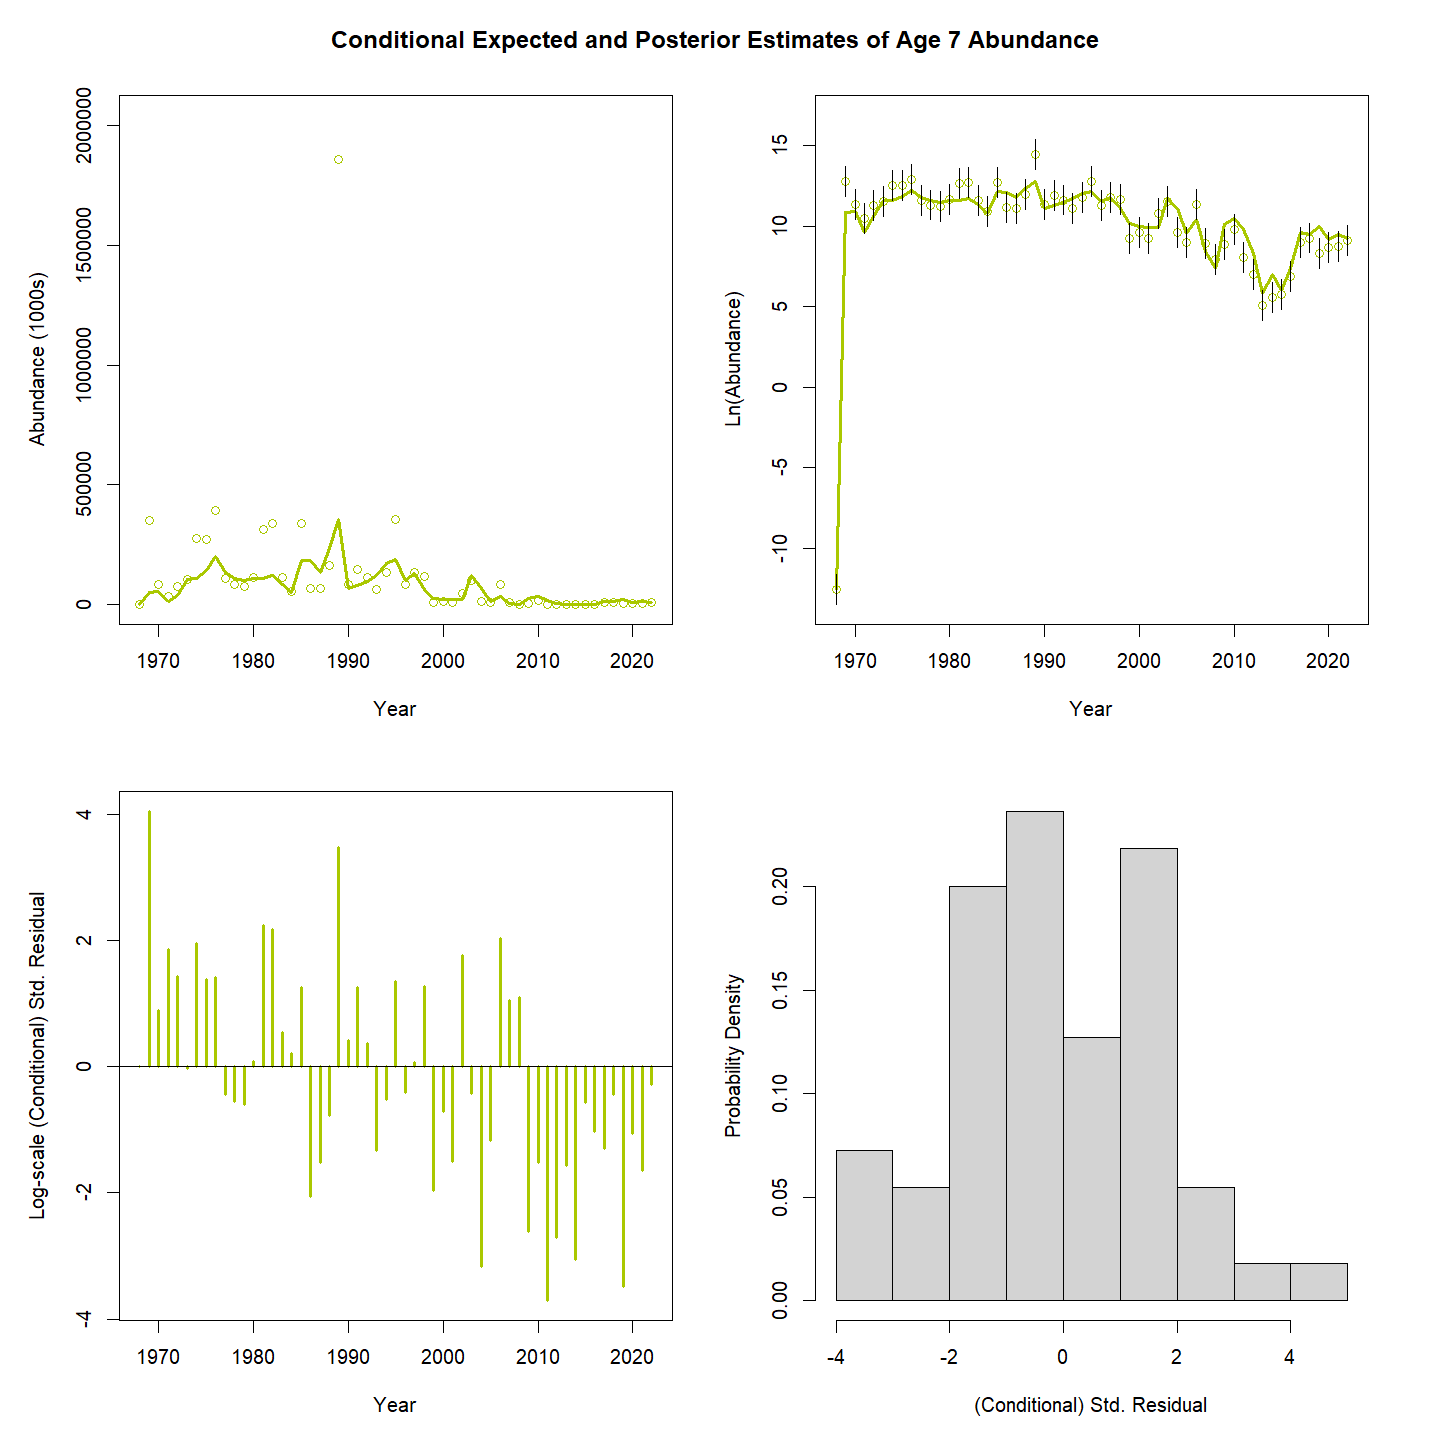 Conditional Expected and Posterior Estimates of Age 7 Abundance
Abundance (1000s)
0
500000
1000000
1500000
2000000
1970 1980 1990 2000 2010 2020
Year
Ln(Abundance)
-10
-5
0
5
10
15
1970 1980 1990 2000 2010 2020
Year
Log-scale (Conditional) Std. Residual
-4
-2
0
2
4
1970 1980 1990 2000 2010 2020
Year
Probability Density
0.00
0.05
0.10
0.15
0.20
-4 -2 0 2 4
(Conditional) Std. Residual